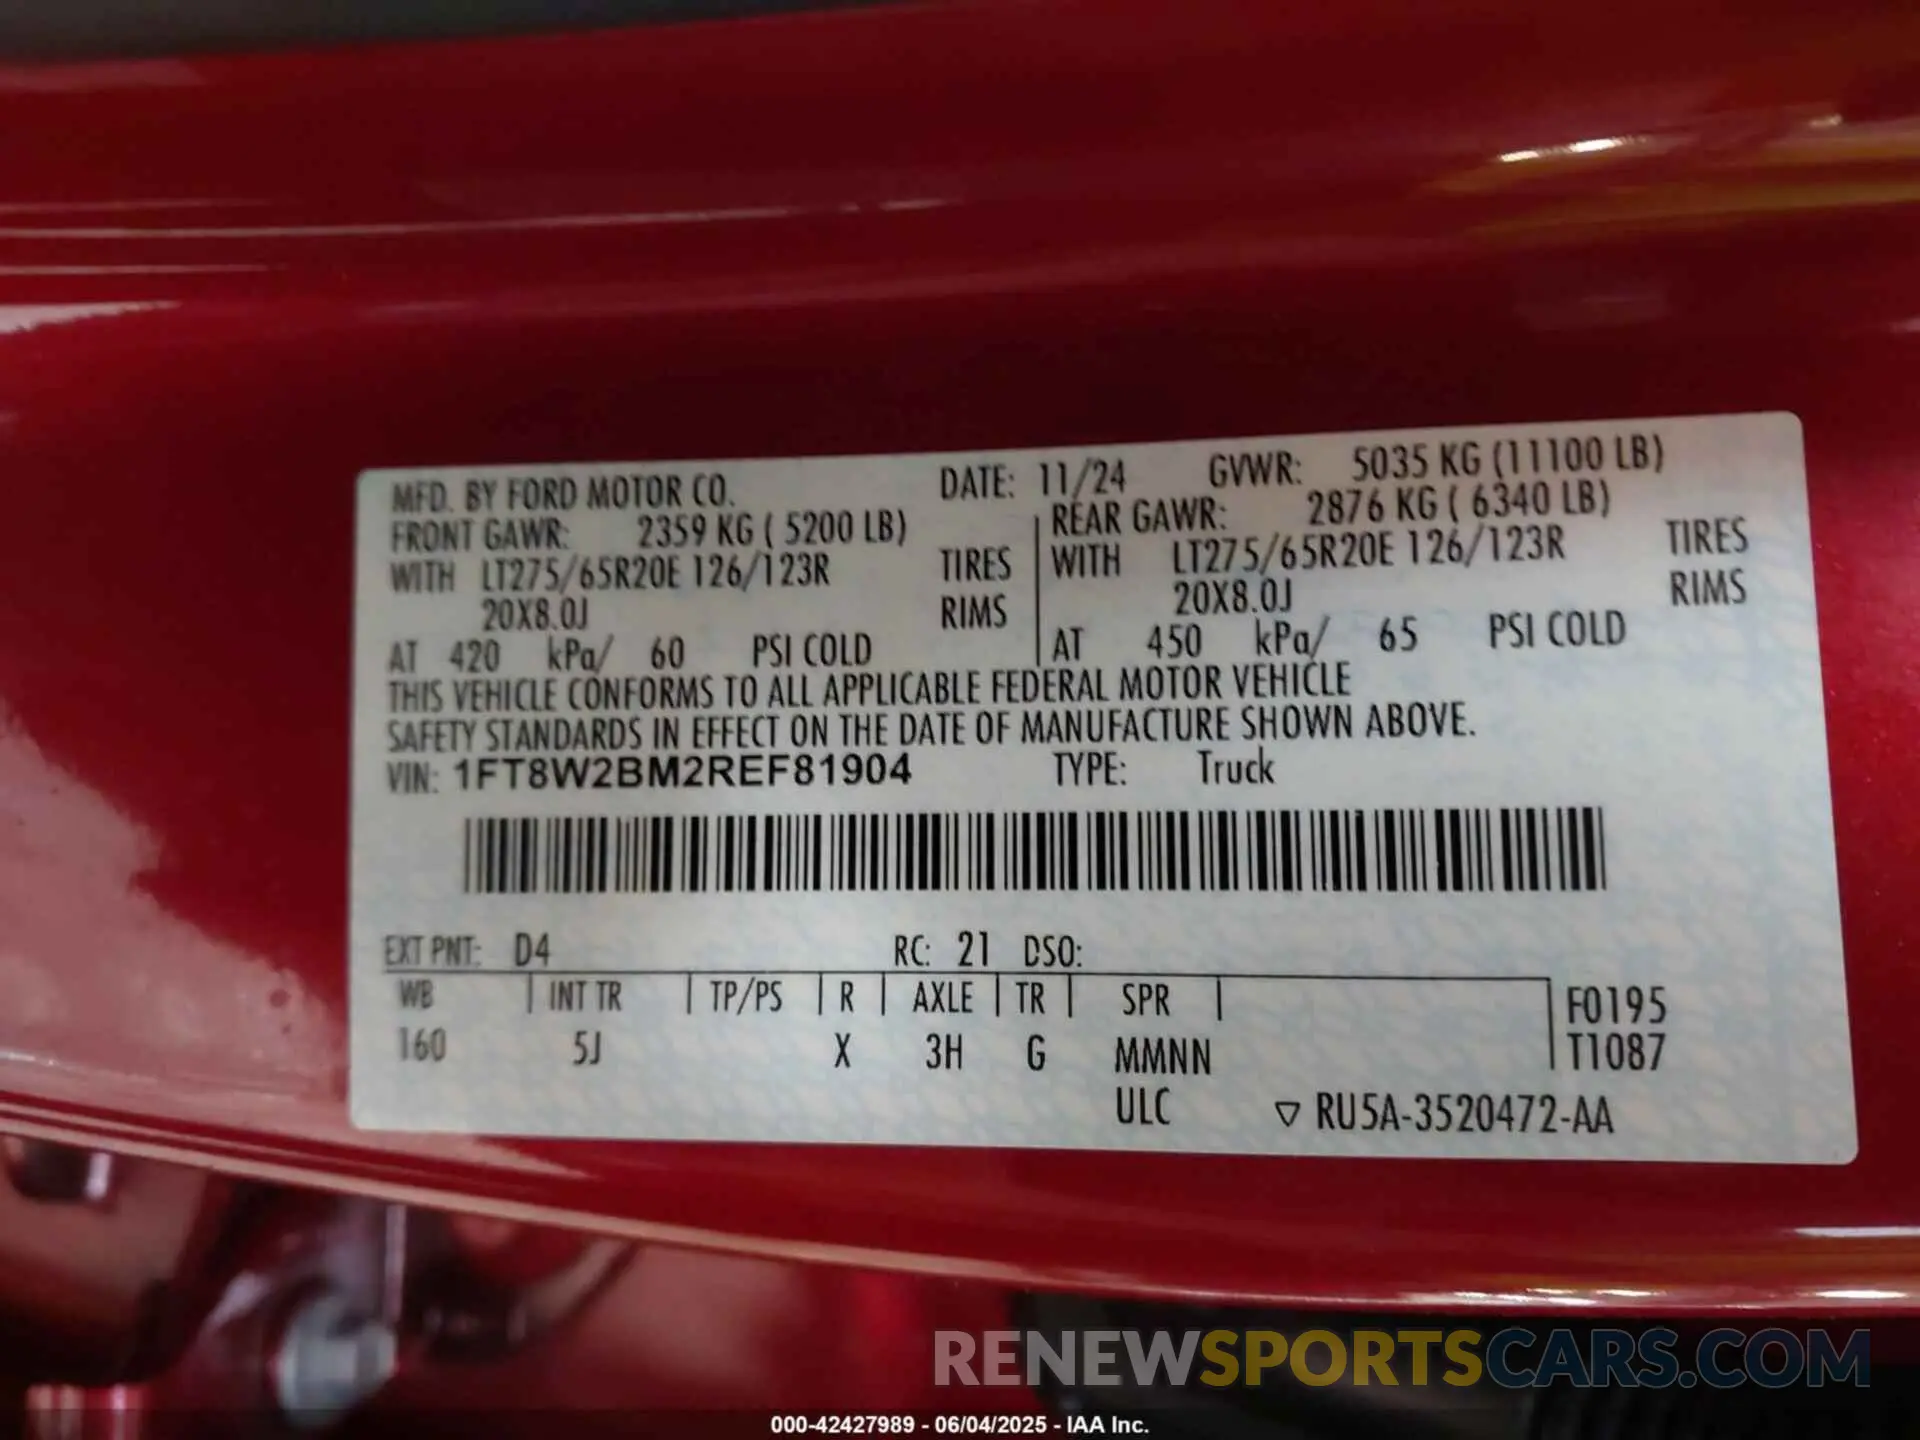 MFD. BY FORD MOTOR CO. DATE: 11/24 GVWR: 5035 KG (11100 LB)
FRONT GAWR: 2359 KG ( 5200 LB) REAR GAWR: 2876 KG ( 6340 LB)
WITH LT275/65R20E 126/123R TIRES WITH LT275/65R20E 126/123R TIRES
20X8.0J RIMS 20X8.0J RIMS
AT 420 kPa/ 60 PSI COLD AT 450 kPa/ 65 PSI COLD
THIS VEHICLE CONFORMS TO ALL APPLICABLE FEDERAL MOTOR VEHICLE
SAFETY STANDARDS IN EFFECT ON THE DATE OF MANUFACTURE SHOWN ABOVE.
VIN: 1FT8W2BM2REF81904 TYPE: Truck
EXT PNT: D4 RC: 21 DSO:
WB INT TR TP/PS R AXLE TR SPR F0195
160 5J X 3H G MMNN T1087
ULC ▽ RU5A-3520472-AA
RENEWSPORTSCARS.COM
000-42427989 - 06/04/2025 - IAA Inc.